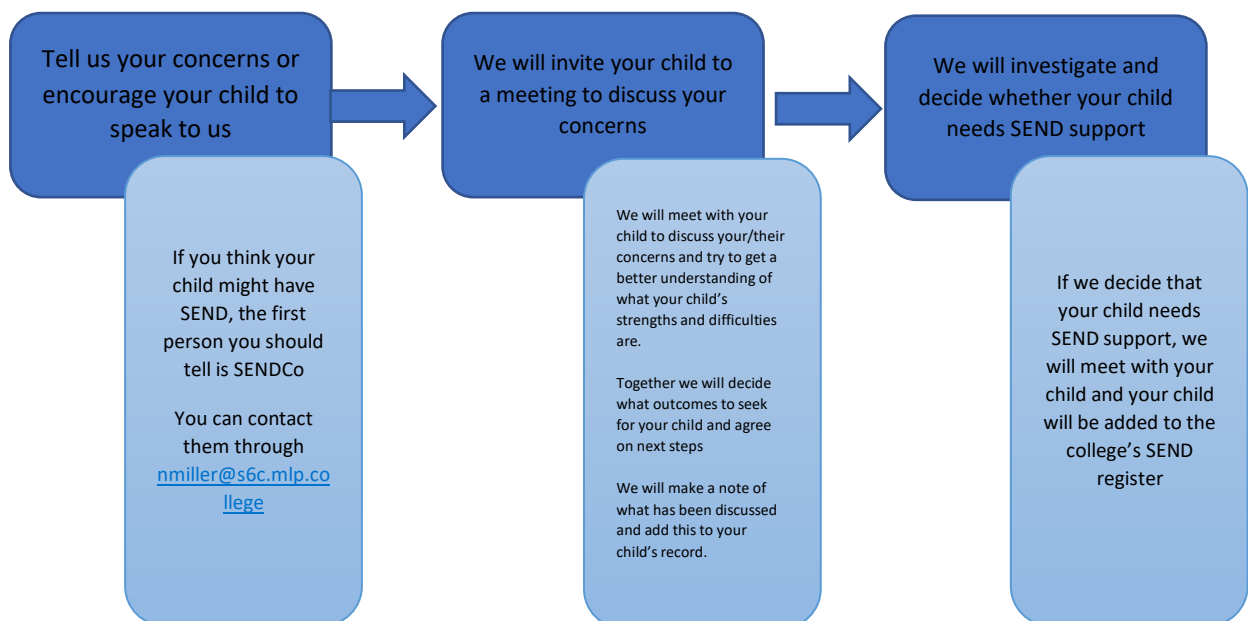 Tell us your concerns or
encourage your child to
speak to us
If you think your
child might have
SEND, the first
person you should
tell is SENDCo
You can contact
them through
nmiller@s6c.mlp.co
llege
We will invite your child to
a meeting to discuss your
concerns
We will meet with your
child to discuss your/their
concerns and try to get a
better understanding of
what your child's
strengths and difficulties
are.
Together we will decide
what outcomes to seek
for your child and agree
on next steps
We will make a note of
what has been discussed
and add this to your
child's record.
We will investigate and
decide whether your child
needs SEND support
If we decide that
your child needs
SEND support, we
will meet with your
child and your child
will be added to the
college's SEND
register